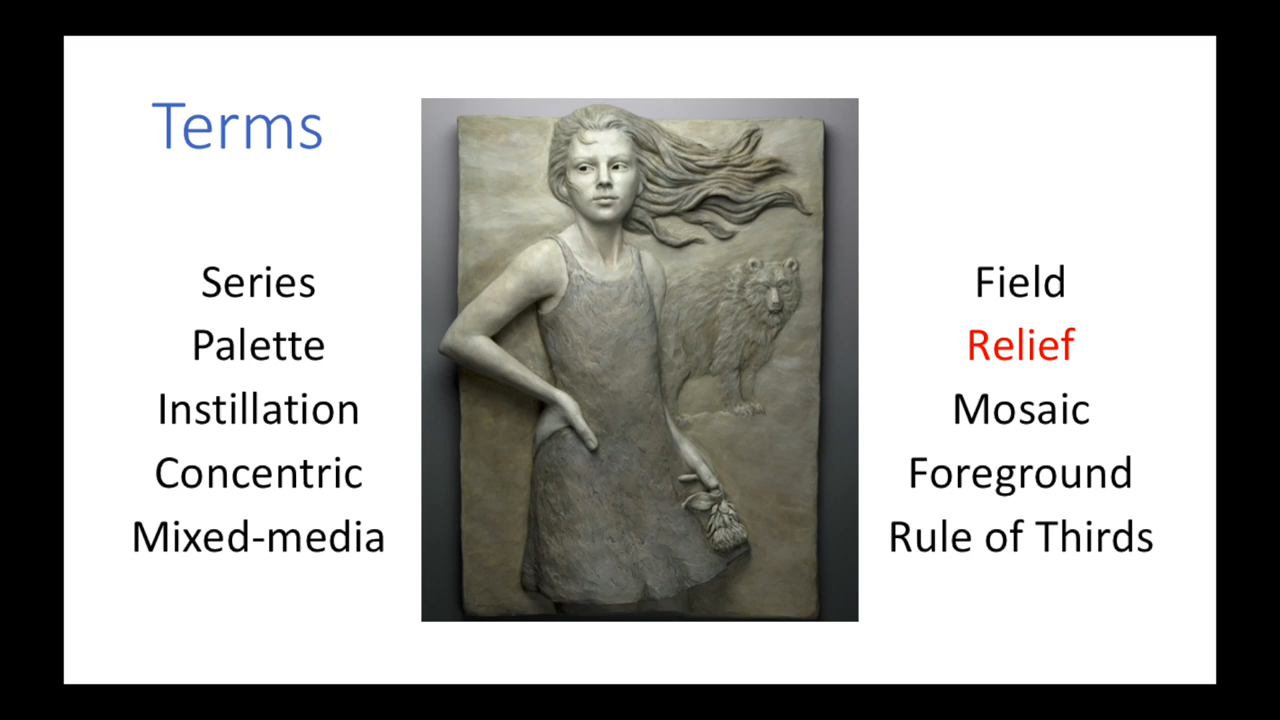 Terms
Series
Palette
Instillation
Concentric
Mixed-media
Field
Relief
Mosaic
Foreground
Rule of Thirds